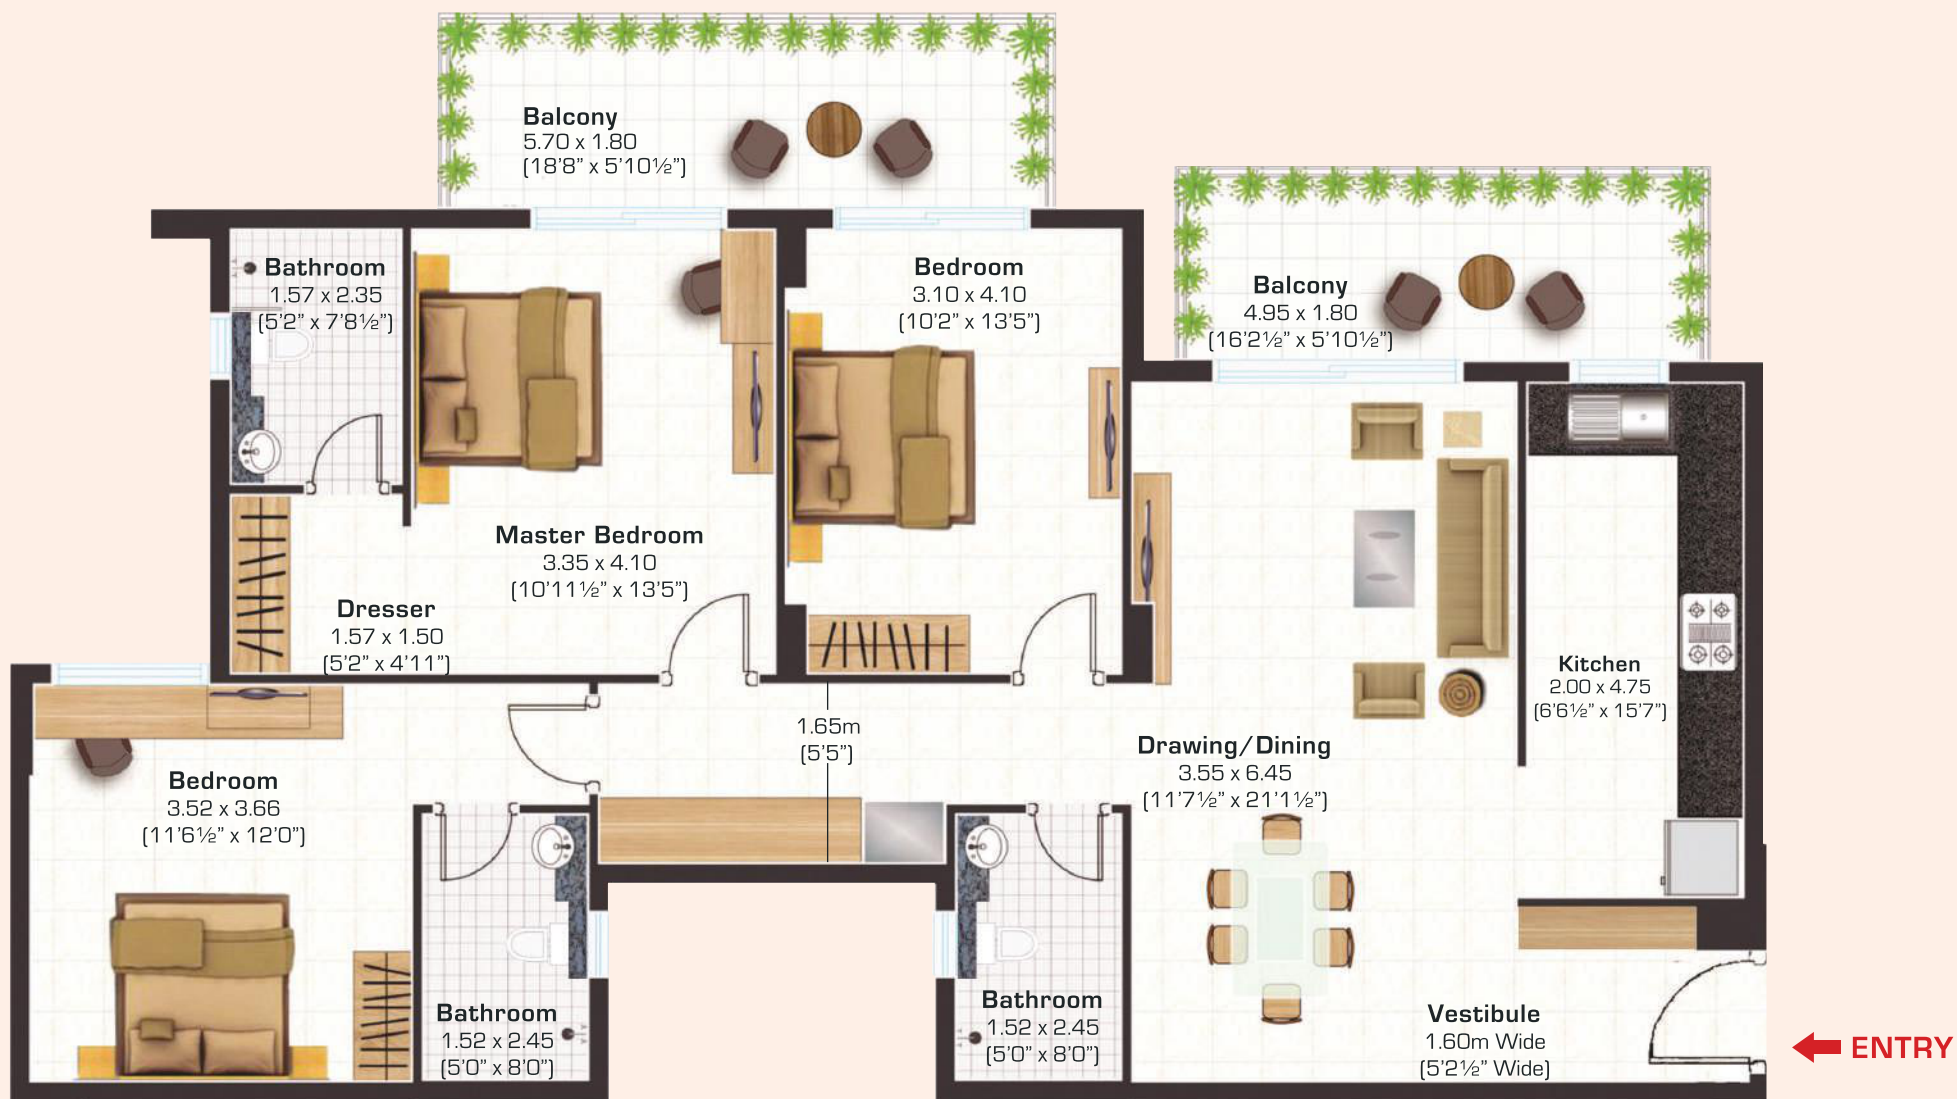 Balcony
5.70 x 1.80
(18'8" x 5'10½")
Bathroom
1.57 x 2.35
(5'2" x 7'8½")
Bedroom
3.10 x 4.10
(10'2" x 13'5")
Balcony
4.95 x 1.80
(16'2½" x 5'10½")
Master Bedroom
3.35 x 4.10
(10'11½" x 13'5")
Dresser
1.57 x 1.50
(5'2" x 4'11")
Kitchen
2.00 x 4.75
(6'6½" x 15'7")
1.65m
(5'5")
Drawing/Dining
3.55 x 6.45
(11'7½" x 21'1½")
Bedroom
3.52 x 3.66
(11'6½" x 12'0")
Bathroom
1.52 x 2.45
(5'0" x 8'0")
Bathroom
1.52 x 2.45
(5'0" x 8'0")
Vestibule
1.60m Wide
(5'2½" Wide)
ENTRY